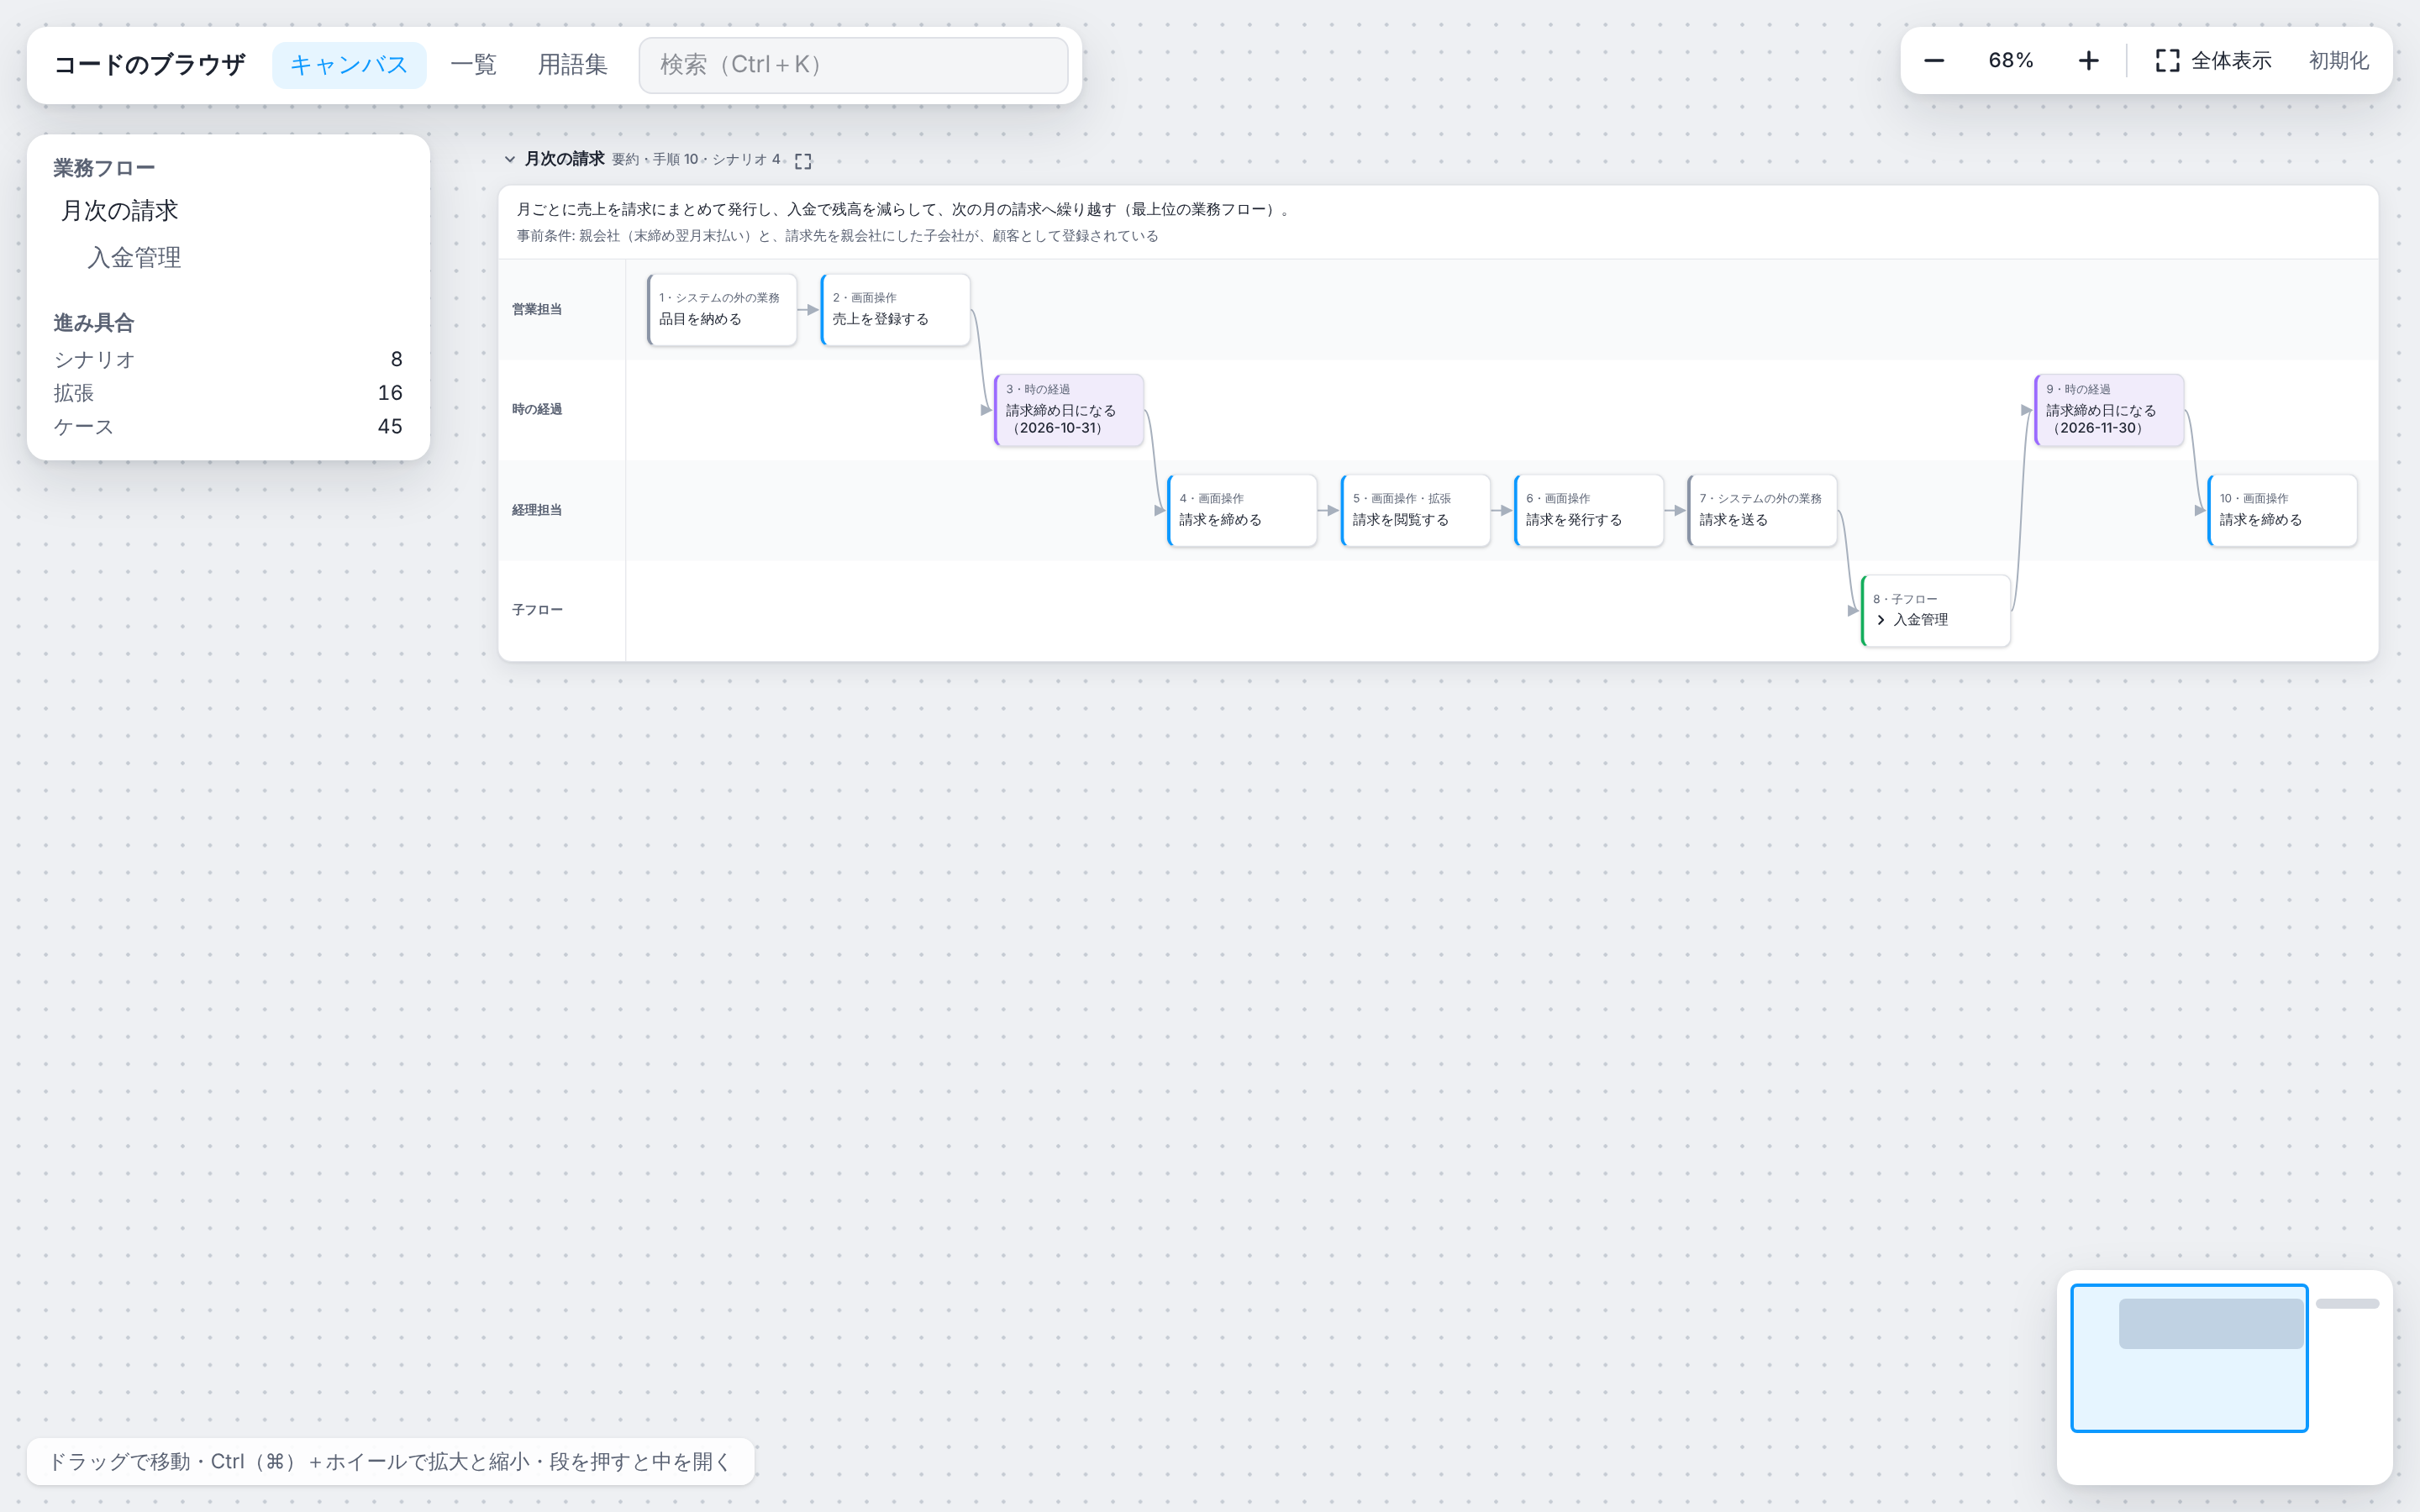 コードのブラウザ
キャンバス
一覧
用語集
検索（Ctrl＋K）
68%
全体表示
初期化
業務フロー
月次の請求
入金管理
進み具合
シナリオ 8
拡張 16
ケース 45
月次の請求 要約・手順 10・シナリオ 4
月ごとに売上を請求にまとめて発行し、入金で残高を減らして、次の月の請求へ繰り越す（最上位の業務フロー）。
事前条件: 親会社（末締め翌月末払い）と、請求先を親会社にした子会社が、顧客として登録されている
営業担当
1・システムの外の業務
品目を納める
2・画面操作
売上を登録する
時の経過
3・時の経過
請求締め日になる
（2026-10-31）
9・時の経過
請求締め日になる
（2026-11-30）
経理担当
4・画面操作
請求を締める
5・画面操作・拡張
請求を閲覧する
6・画面操作
請求を発行する
7・システムの外の業務
請求を送る
10・画面操作
請求を締める
子フロー
8・子フロー
入金管理
ドラッグで移動・Ctrl（⌘）＋ホイールで拡大と縮小・段を押すと中を開く